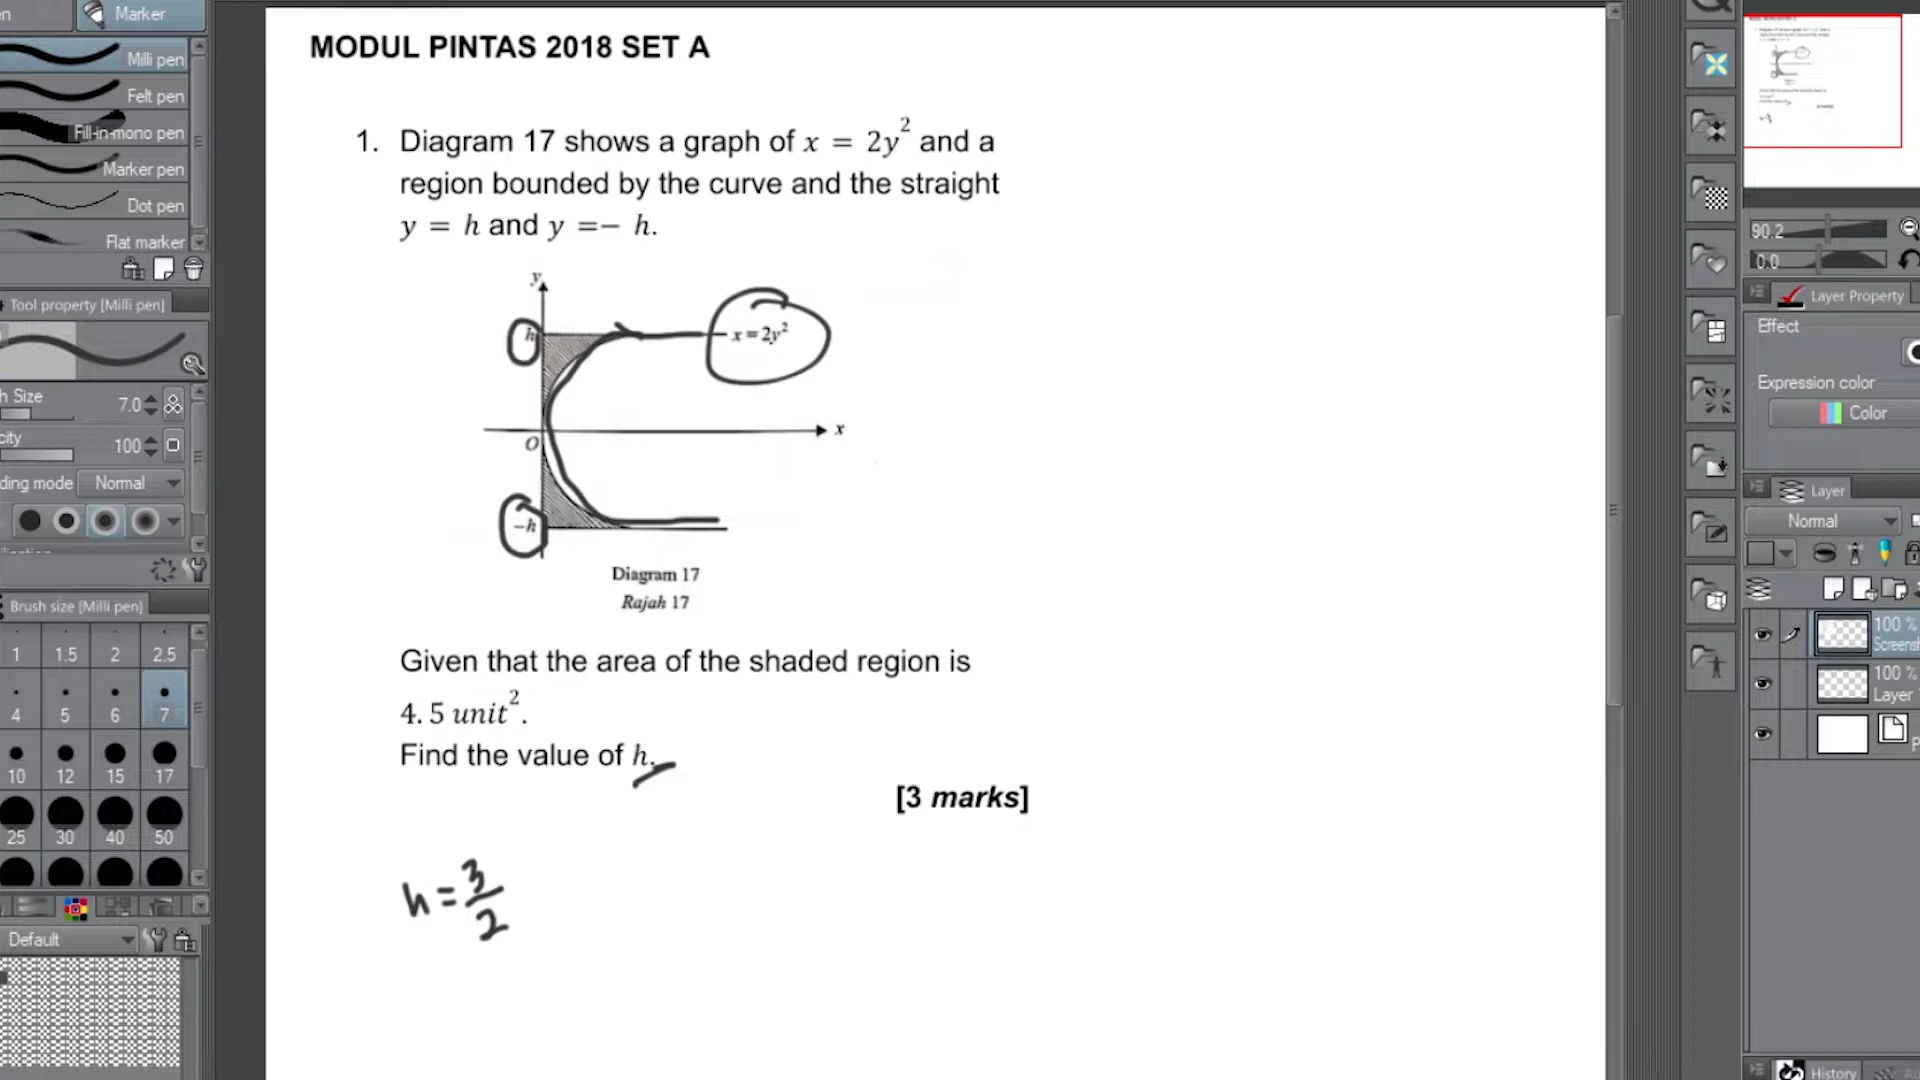 Marker
Milli pen
Felt pen
Fill-in-mono pen
Marker pen
Dot pen
Flat marker
Tool property [Milli pen]
Size
7.0
100
Normal
Brush size [Milli pen]
1 1.5 2 2.5
4 5 6 7
10 12 15 17
25 30 40 50
Default
MODUL PINTAS 2018 SET A
1. Diagram 17 shows a graph of x = 2y² and a
region bounded by the curve and the straight
y = h and y =− h.
y
h
x = 2y²
x
O
−h
Diagram 17
Rajah 17
Given that the area of the shaded region is
4. 5 unit².
Find the value of h.
[3 marks]
h = 3/2
90.2
0.0
Layer Property
Effect
Expression color
Color
Layer
Normal
100 %
100 %
Layer
History